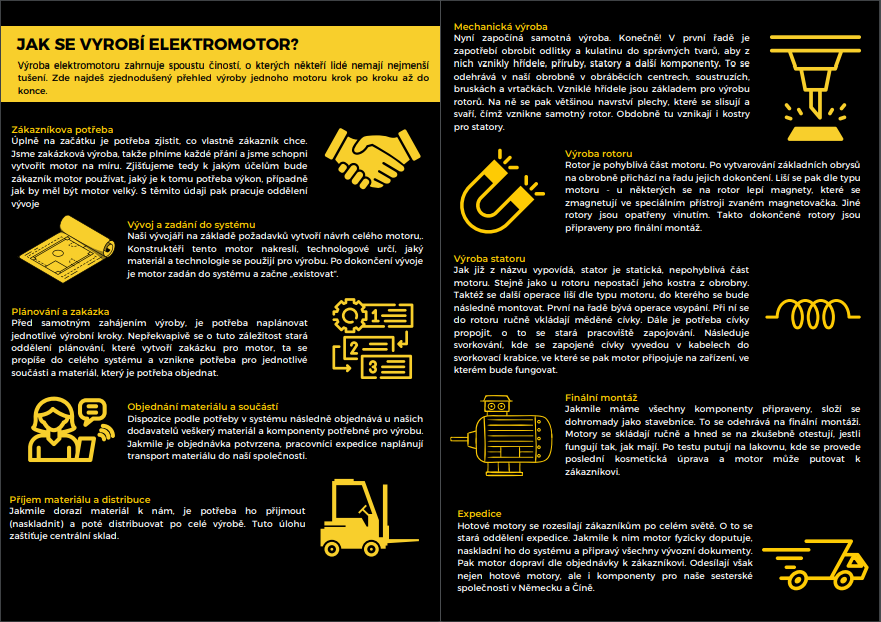 JAK SE VYROBÍ ELEKTROMOTOR?
Výroba elektromotoru zahrnuje spoustu činností, o kterých někteří lidé nemají nejmenší
tušení. Zde najdeš zjednodušený přehled výroby jednoho motoru krok po kroku až do
konce.
Zákazníkova potřeba
Úplně na začátku je potřeba zjistit, co vlastně zákazník chce.
Jsme zakázková výroba, takže plníme každé přání a jsme schopni
vytvořit motor na míru. Zjišťujeme tedy k jakým účelům bude
zákazník motor používat, jaký je k tomu potřeba výkon, případně
jak by měl být motor velký. S těmito údaji pak pracuje oddělení
vývoje
Vývoj a zadání do systému
Naši vývojáři na základě požadavků vytvoří návrh celého motoru,.
Konstruktéři tento motor nakreslí, technologové určí, jaký
materiál a technologie se použijí pro výrobu. Po dokončení vývoje
je motor zadán do systému a začne „existovat".
Plánování a zakázka
Před samotným zahájením výroby, je potřeba naplánovat
jednotlivé výrobní kroky. Nepřekvapivě se o tuto záležitost stará
oddělení plánování, které vytvoří zakázku pro motor, ta se
propíše do celého systému a vznikne potřeba pro jednotlivé
součásti a materiál, který je potřeba objednat.
1
2
3
Objednání materiálu a součástí
Dispozice podle potřeby v systému následně objednává u našich
dodavatelů veškerý materiál a komponenty potřebné pro výrobu.
Jakmile je objednávka potvrzena, pracovníci expedice naplánují
transport materiálu do naší společnosti.
Příjem materiálu a distribuce
Jakmile dorazí materiál k nám, je potřeba ho přijmout
(naskladnit) a poté distribuovat po celé výrobě. Tuto úlohu
zaštiťuje centrální sklad.
Mechanická výroba
Nyní započíná samotná výroba. Konečně! V první řadě je
zapotřebí obrobit odlitky a kulatinu do správných tvarů, aby z
nich vznikly hřídele, příruby, statory a další komponenty. To se
odehrává v naší obrobně v obráběcích centrech, soustruzích,
bruskách a vrtačkách. Vzniklé hřídele jsou základem pro výrobu
rotorů. Na ně se pak většinou navrství plechy, které se slisují a
svaří, čímž vznikne samotný rotor. Obdobně tu vznikají i kostry
pro statory.
Výroba rotoru
Rotor je pohyblivá část motoru. Po vytvarování základních obrysů
na obrobně přichází na řadu jejich dokončení. Liší se pak dle typu
motoru - u některých se na rotor lepí magnety, které se
zmagnetují ve speciálním přístroji zvaném magnetovačka. Jiné
rotory jsou opatřeny vinutím. Takto dokončené rotory jsou
připraveny pro finální montáž.
Výroba statoru
Jak již z názvu vypovídá, stator je statická, nepohyblivá část
motoru. Stejně jako u rotoru nepostačí jeho kostra z obrobny.
Taktéž se další operace liší dle typu motoru, do kterého se bude
následně montovat. První na řadě bývá operace vsypání. Při ní se
do rotoru ručně vkládají měděné cívky. Dále je potřeba cívky
propojit, o to se stará pracoviště zapojování. Následuje
svorkování, kde se zapojené cívky vyvedou v kabelech do
svorkovací krabice, ve které se pak motor připojuje na zařízení, ve
kterém bude fungovat.
Finální montáž
Jakmile máme všechny komponenty připraveny, složí se
dohromady jako stavebnice. To se odehrává na finální montáži.
Motory se skládají ručně a hned se na zkušebně otestují, jestli
fungují tak, jak mají. Po testu putují na lakovnu, kde se provede
poslední kosmetická úprava a motor může putovat k
zákazníkovi.
Expedice
Hotové motory se rozesílají zákazníkům po celém světě. O to se
stará oddělení expedice. Jakmile k nim motor fyzicky doputuje,
naskladní ho do systému a připravý všechny vývozní dokumenty.
Pak motor dopraví dle objednávky k zákazníkovi. Odesílají však
nejen hotové motory, ale i komponenty pro naše sesterské
společnosti v Německu a Číně.